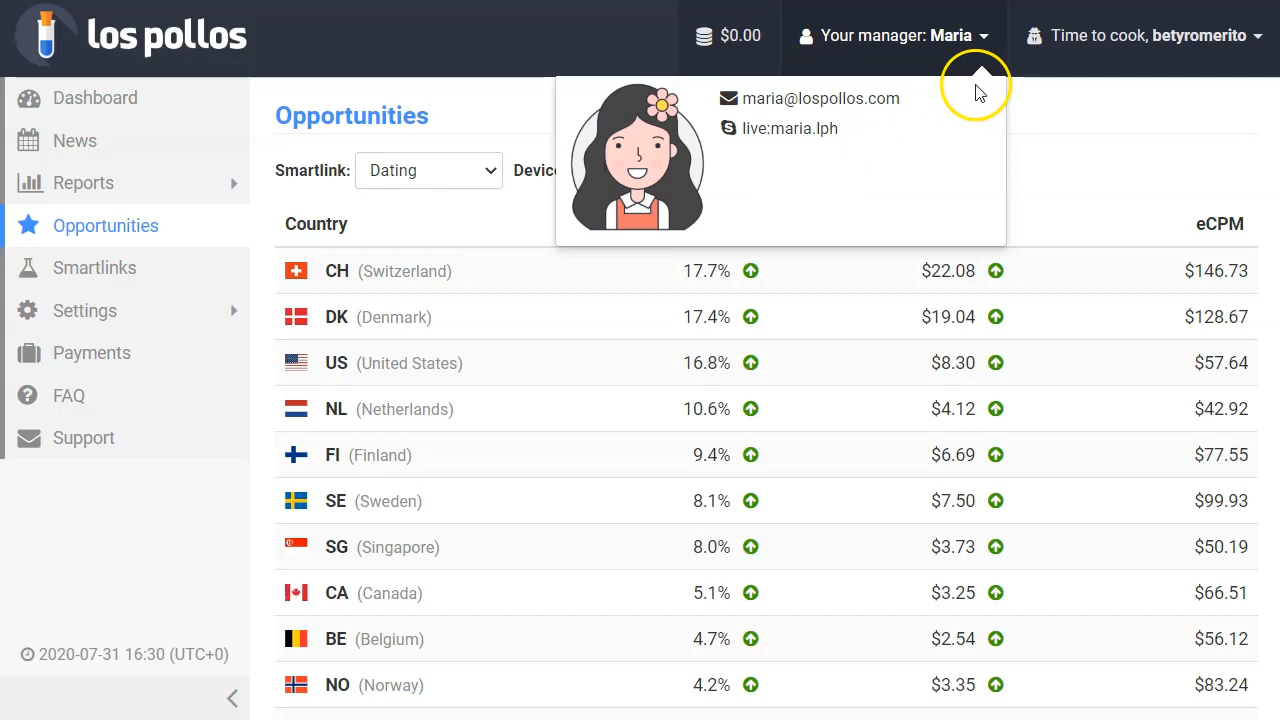 los pollos
$0.00
Your manager: Maria
Time to cook, betyromerito
Dashboard
News
Reports
Opportunities
Smartlinks
Settings
Payments
FAQ
Support
2020-07-31 16:30 (UTC+0)
Opportunities
maria@lospollos.com
live:maria.lph
Smartlink: Dating
Country eCPM
CH (Switzerland) 17.7% $22.08 $146.73
DK (Denmark) 17.4% $19.04 $128.67
US (United States) 16.8% $8.30 $57.64
NL (Netherlands) 10.6% $4.12 $42.92
FI (Finland) 9.4% $6.69 $77.55
SE (Sweden) 8.1% $7.50 $99.93
SG (Singapore) 8.0% $3.73 $50.19
CA (Canada) 5.1% $3.25 $66.51
BE (Belgium) 4.7% $2.54 $56.12
NO (Norway) 4.2% $3.35 $83.24